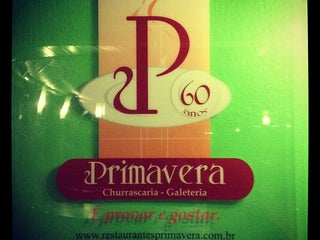 P
60
anos
Primavera
Churrascaria - Galeteria
É provar e gostar.
www.restaurantesprimavera.com.br